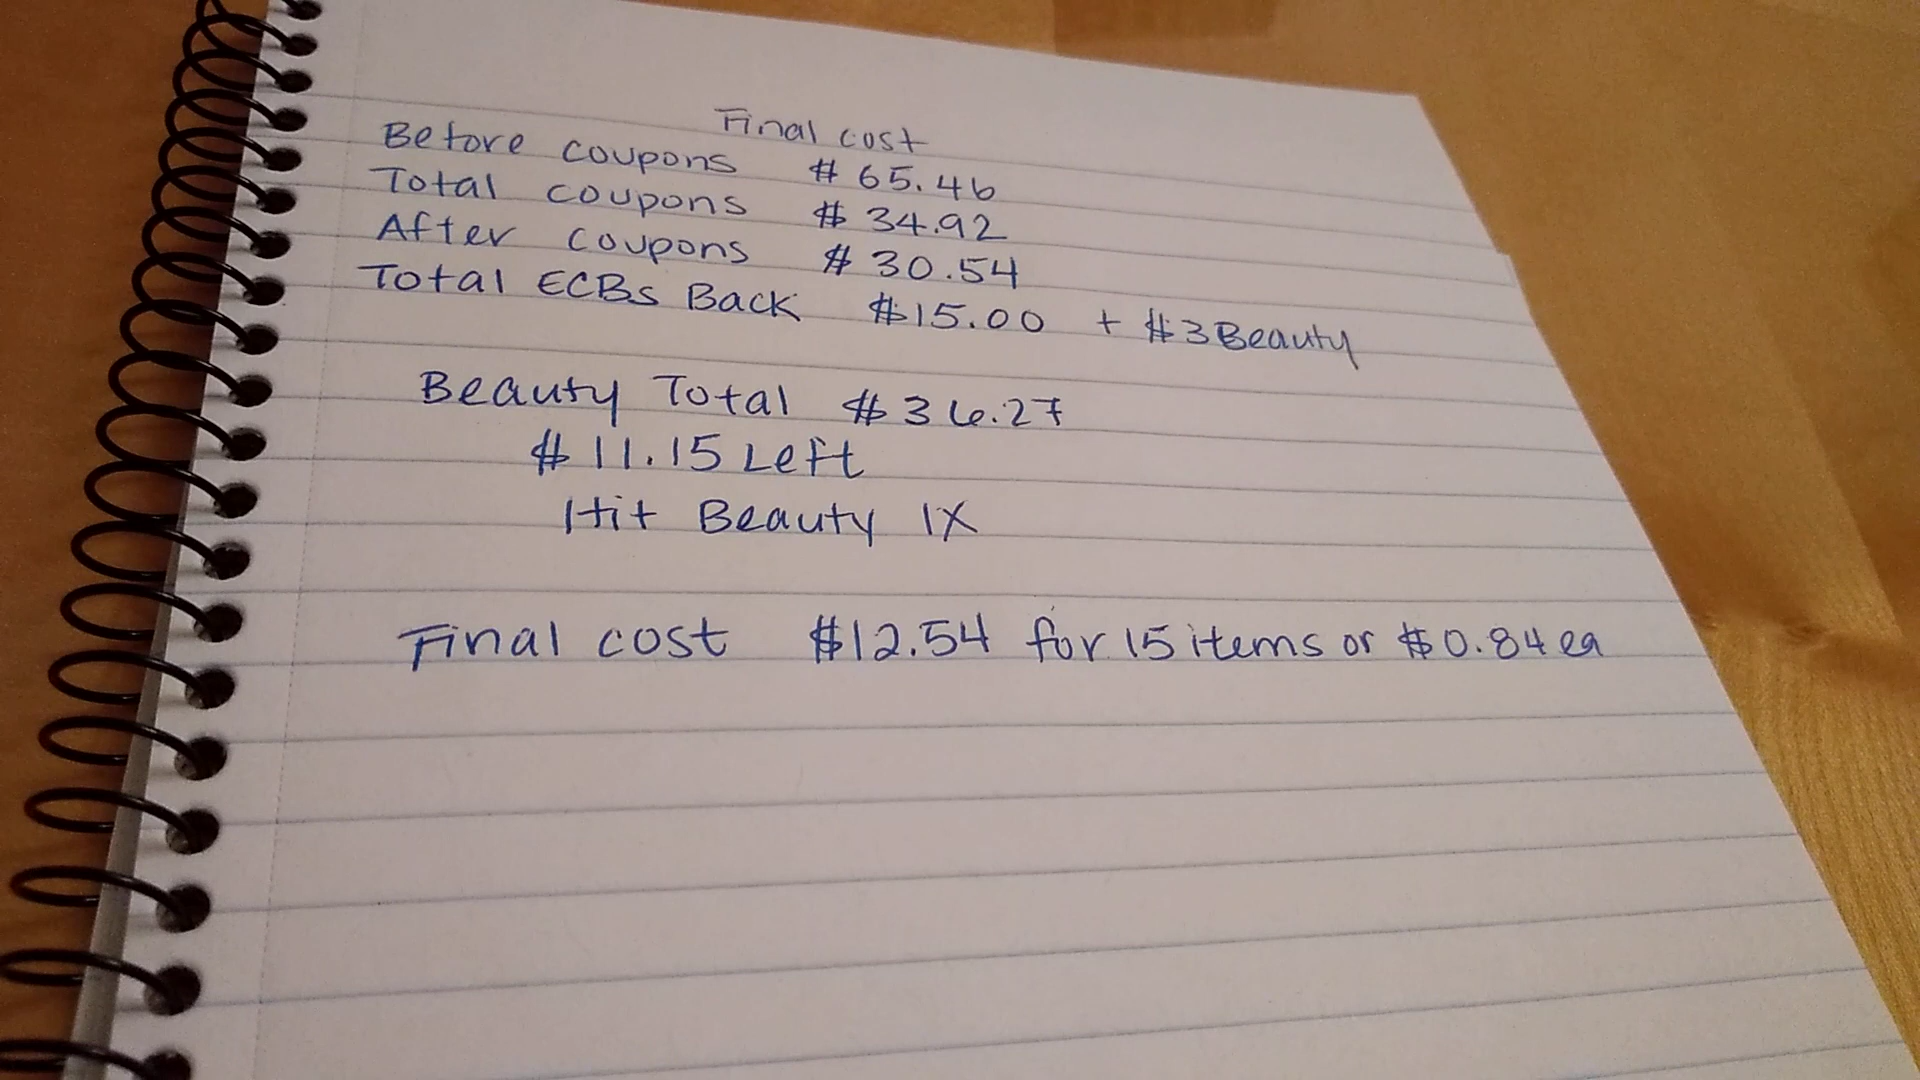 Final cost
Before coupons $65.46
Total coupons $34.92
After coupons $30.54
Total ECBs Back $15.00 + $3 Beauty
Beauty Total $36.27
$11.15 Left
Hit Beauty 1X
Final cost $12.54 for 15 items or $0.84 ea